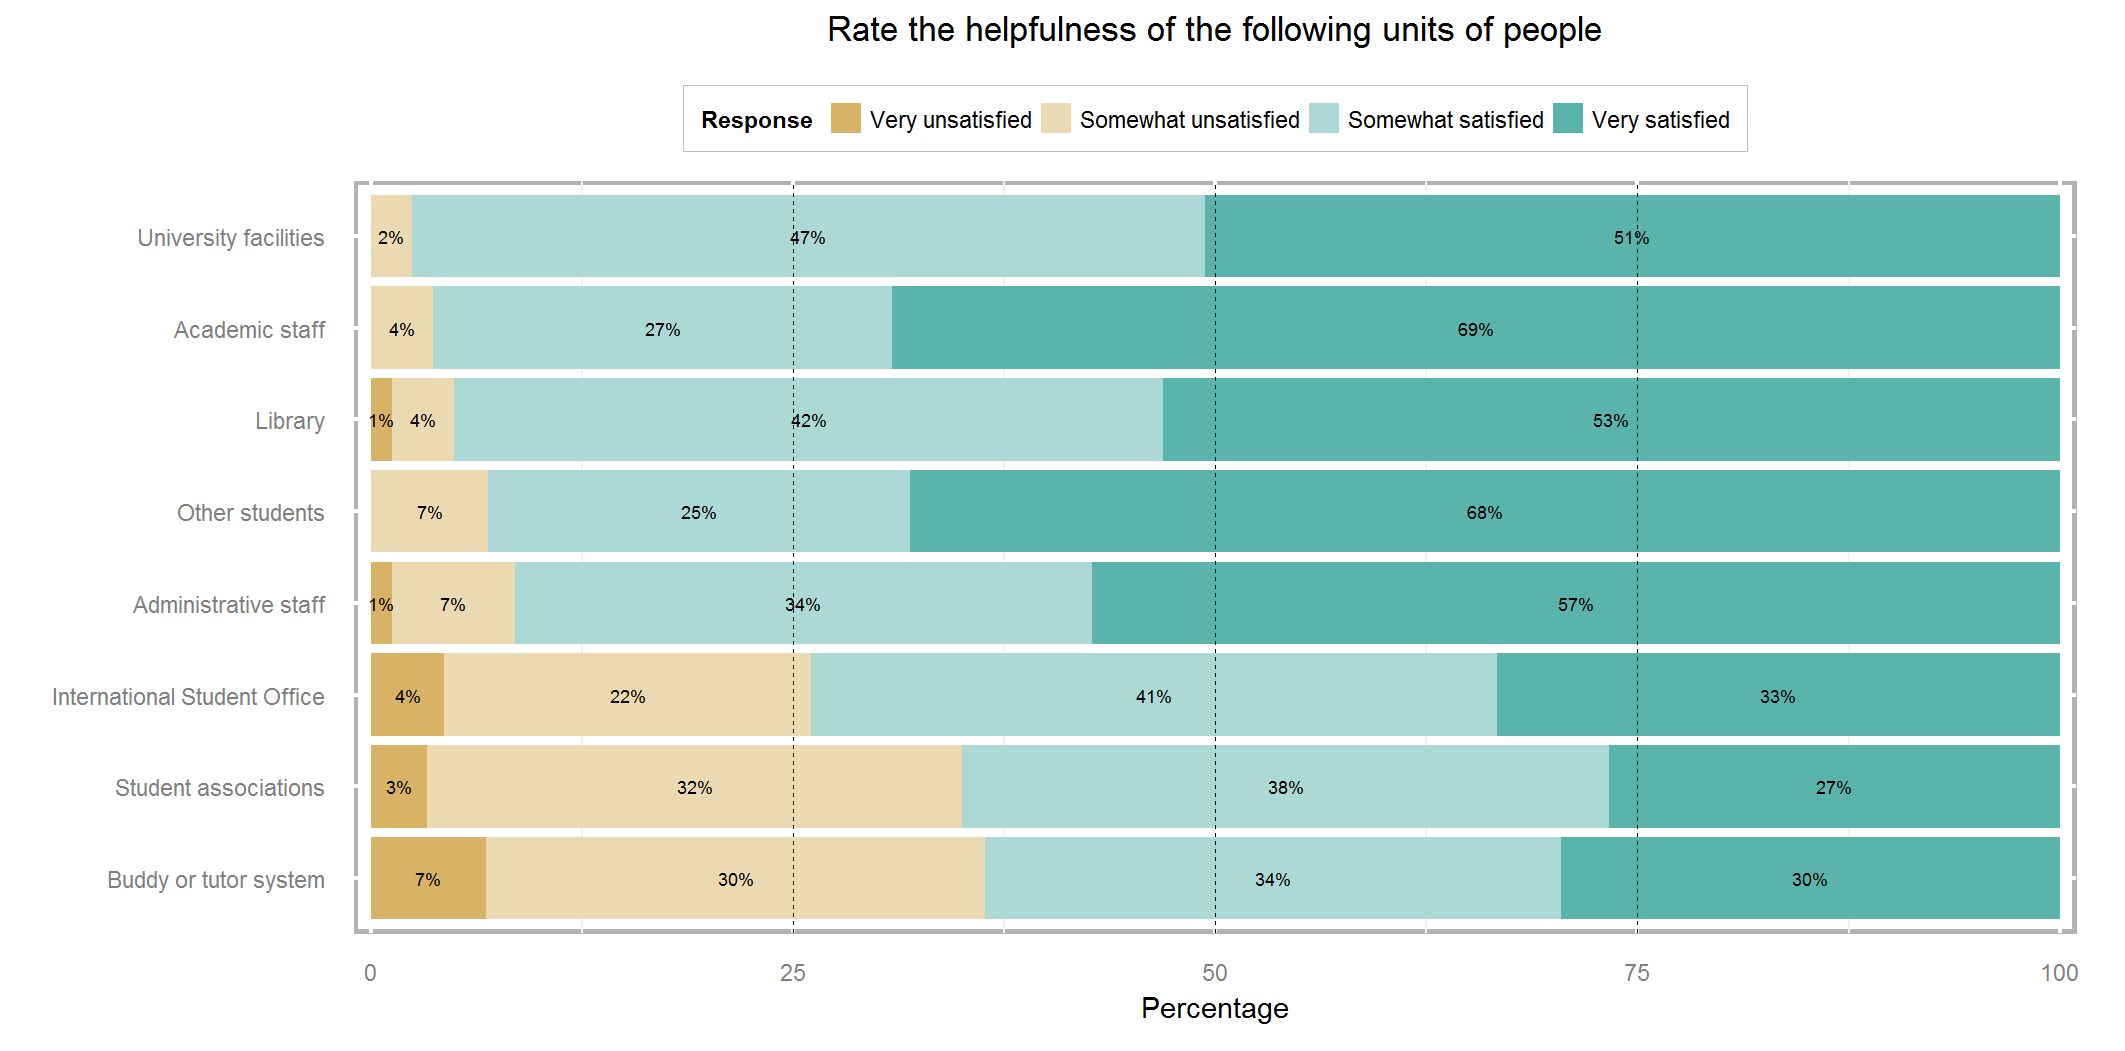 Rate the helpfulness of the following units of people
Response Very unsatisfied Somewhat unsatisfied Somewhat satisfied Very satisfied
University facilities 2% 47% 51%
Academic staff 4% 27% 69%
Library 1% 4% 42% 53%
Other students 7% 25% 68%
Administrative staff 1% 7% 34% 57%
International Student Office 4% 22% 41% 33%
Student associations 3% 32% 38% 27%
Buddy or tutor system 7% 30% 34% 30%
0 25 50 75 100
Percentage